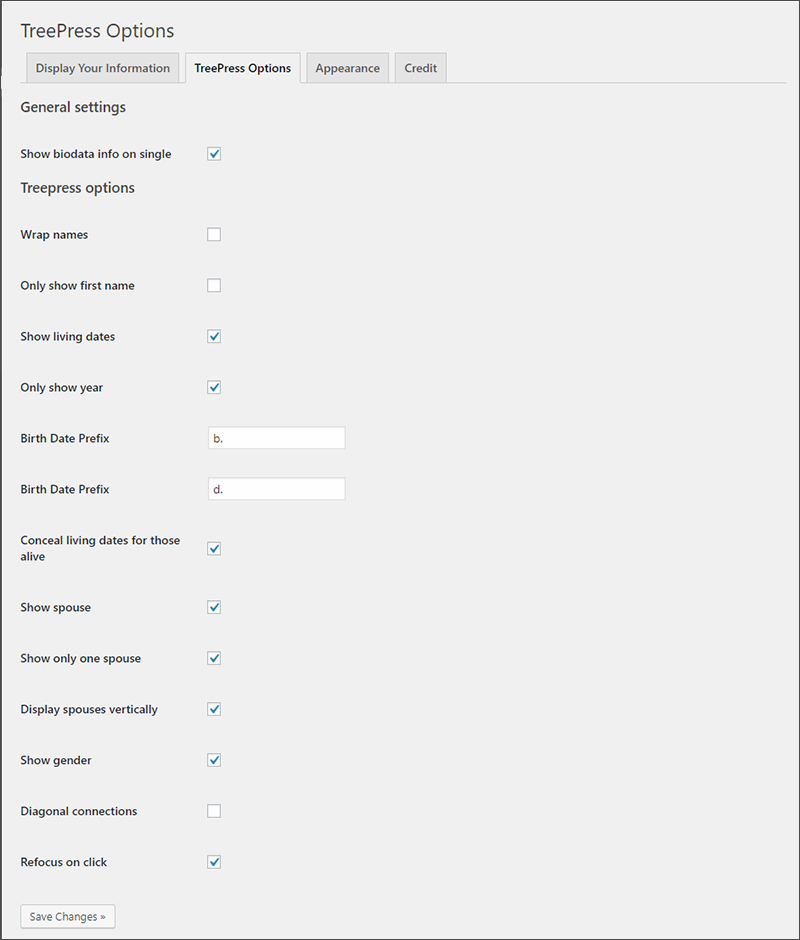 TreePress Options
Display Your Information TreePress Options Appearance Credit
General settings
Show biodata info on single
Treepress options
Wrap names
Only show first name
Show living dates
Only show year
Birth Date Prefix b.
Birth Date Prefix d.
Conceal living dates for those
alive
Show spouse
Show only one spouse
Display spouses vertically
Show gender
Diagonal connections
Refocus on click
Save Changes »